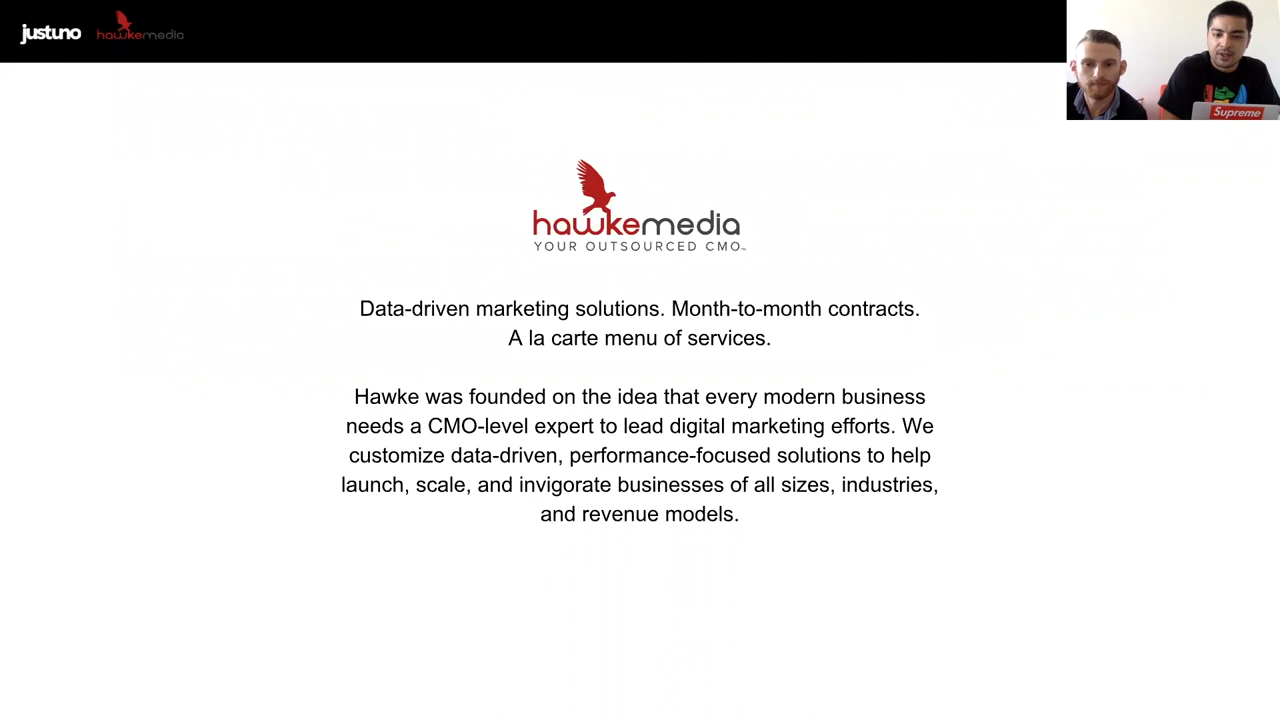 justuno hawkemedia
Supreme
hawkemedia
YOUR OUTSOURCED CMO™
Data-driven marketing solutions. Month-to-month contracts.
A la carte menu of services.
Hawke was founded on the idea that every modern business
needs a CMO-level expert to lead digital marketing efforts. We
customize data-driven, performance-focused solutions to help
launch, scale, and invigorate businesses of all sizes, industries,
and revenue models.